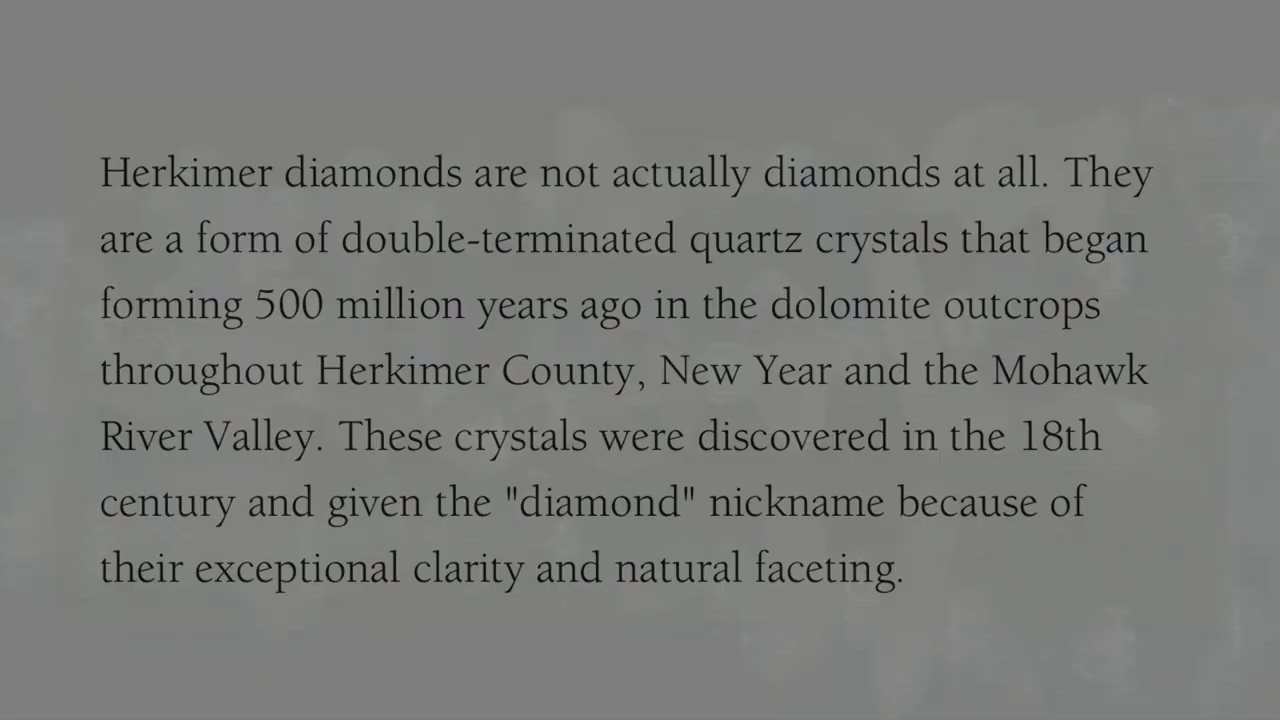 Herkimer diamonds are not actually diamonds at all. They
are a form of double-terminated quartz crystals that began
forming 500 million years ago in the dolomite outcrops
throughout Herkimer County, New Year and the Mohawk
River Valley. These crystals were discovered in the 18th
century and given the "diamond" nickname because of
their exceptional clarity and natural faceting.